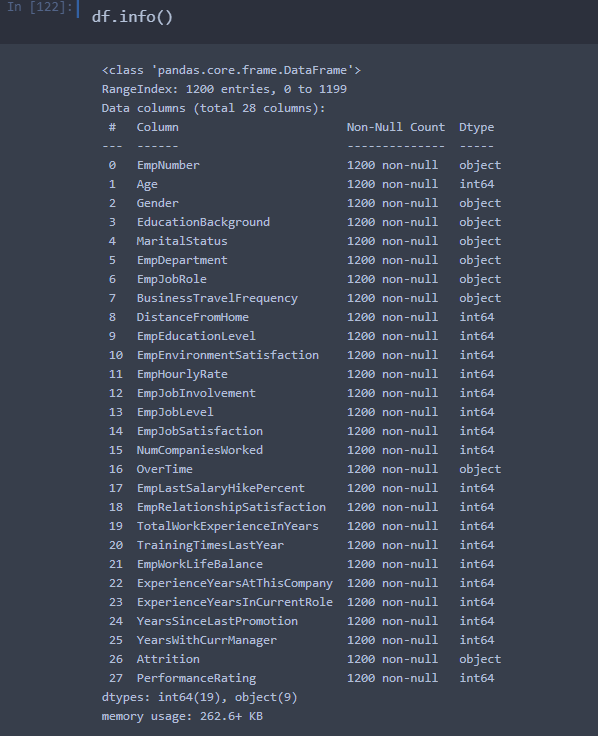 In [122]:
df.info()
<class 'pandas.core.frame.DataFrame'>
RangeIndex: 1200 entries, 0 to 1199
Data columns (total 28 columns):
 #   Column                        Non-Null Count  Dtype
---  ------                        --------------  -----
 0   EmpNumber                     1200 non-null   object
 1   Age                           1200 non-null   int64
 2   Gender                        1200 non-null   object
 3   EducationBackground           1200 non-null   object
 4   MaritalStatus                 1200 non-null   object
 5   EmpDepartment                 1200 non-null   object
 6   EmpJobRole                    1200 non-null   object
 7   BusinessTravelFrequency       1200 non-null   object
 8   DistanceFromHome              1200 non-null   int64
 9   EmpEducationLevel             1200 non-null   int64
 10  EmpEnvironmentSatisfaction    1200 non-null   int64
 11  EmpHourlyRate                 1200 non-null   int64
 12  EmpJobInvolvement             1200 non-null   int64
 13  EmpJobLevel                   1200 non-null   int64
 14  EmpJobSatisfaction            1200 non-null   int64
 15  NumCompaniesWorked            1200 non-null   int64
 16  OverTime                      1200 non-null   object
 17  EmpLastSalaryHikePercent      1200 non-null   int64
 18  EmpRelationshipSatisfaction   1200 non-null   int64
 19  TotalWorkExperienceInYears    1200 non-null   int64
 20  TrainingTimesLastYear         1200 non-null   int64
 21  EmpWorkLifeBalance            1200 non-null   int64
 22  ExperienceYearsAtThisCompany  1200 non-null   int64
 23  ExperienceYearsInCurrentRole  1200 non-null   int64
 24  YearsSinceLastPromotion       1200 non-null   int64
 25  YearsWithCurrManager          1200 non-null   int64
 26  Attrition                     1200 non-null   object
 27  PerformanceRating             1200 non-null   int64
dtypes: int64(19), object(9)
memory usage: 262.6+ KB